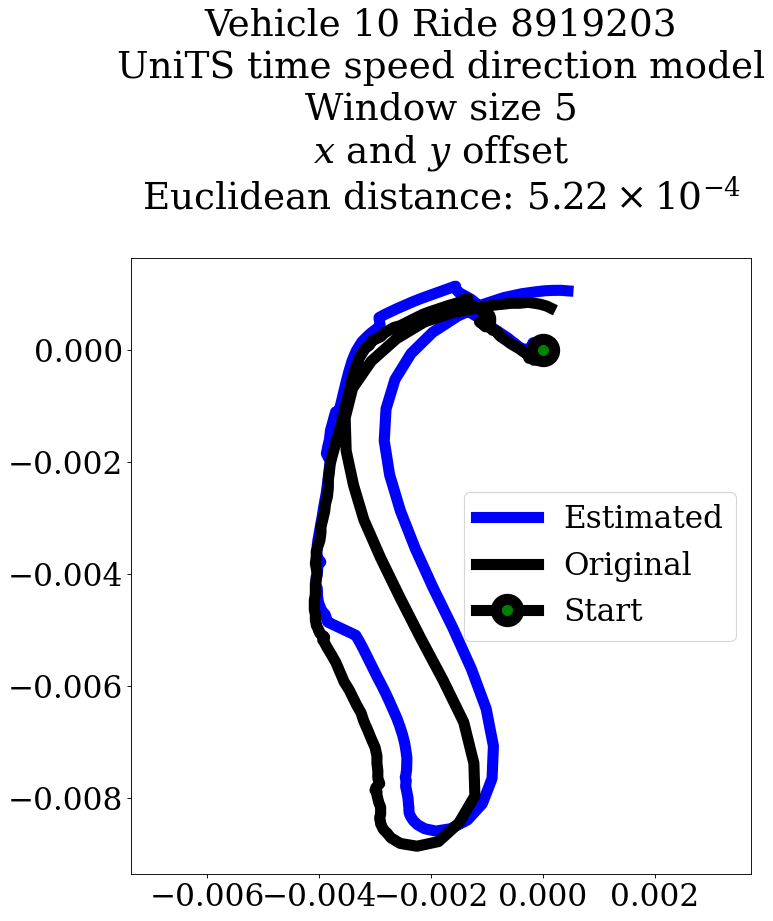 Vehicle 10 Ride 8919203
UniTS time speed direction model
Window size 5
x and y offset
Euclidean distance: 5.22 × 10⁻⁴
0.000
−0.002
−0.004
−0.006
−0.008
Estimated
Original
Start
−0.006 −0.004 −0.002 0.000 0.002